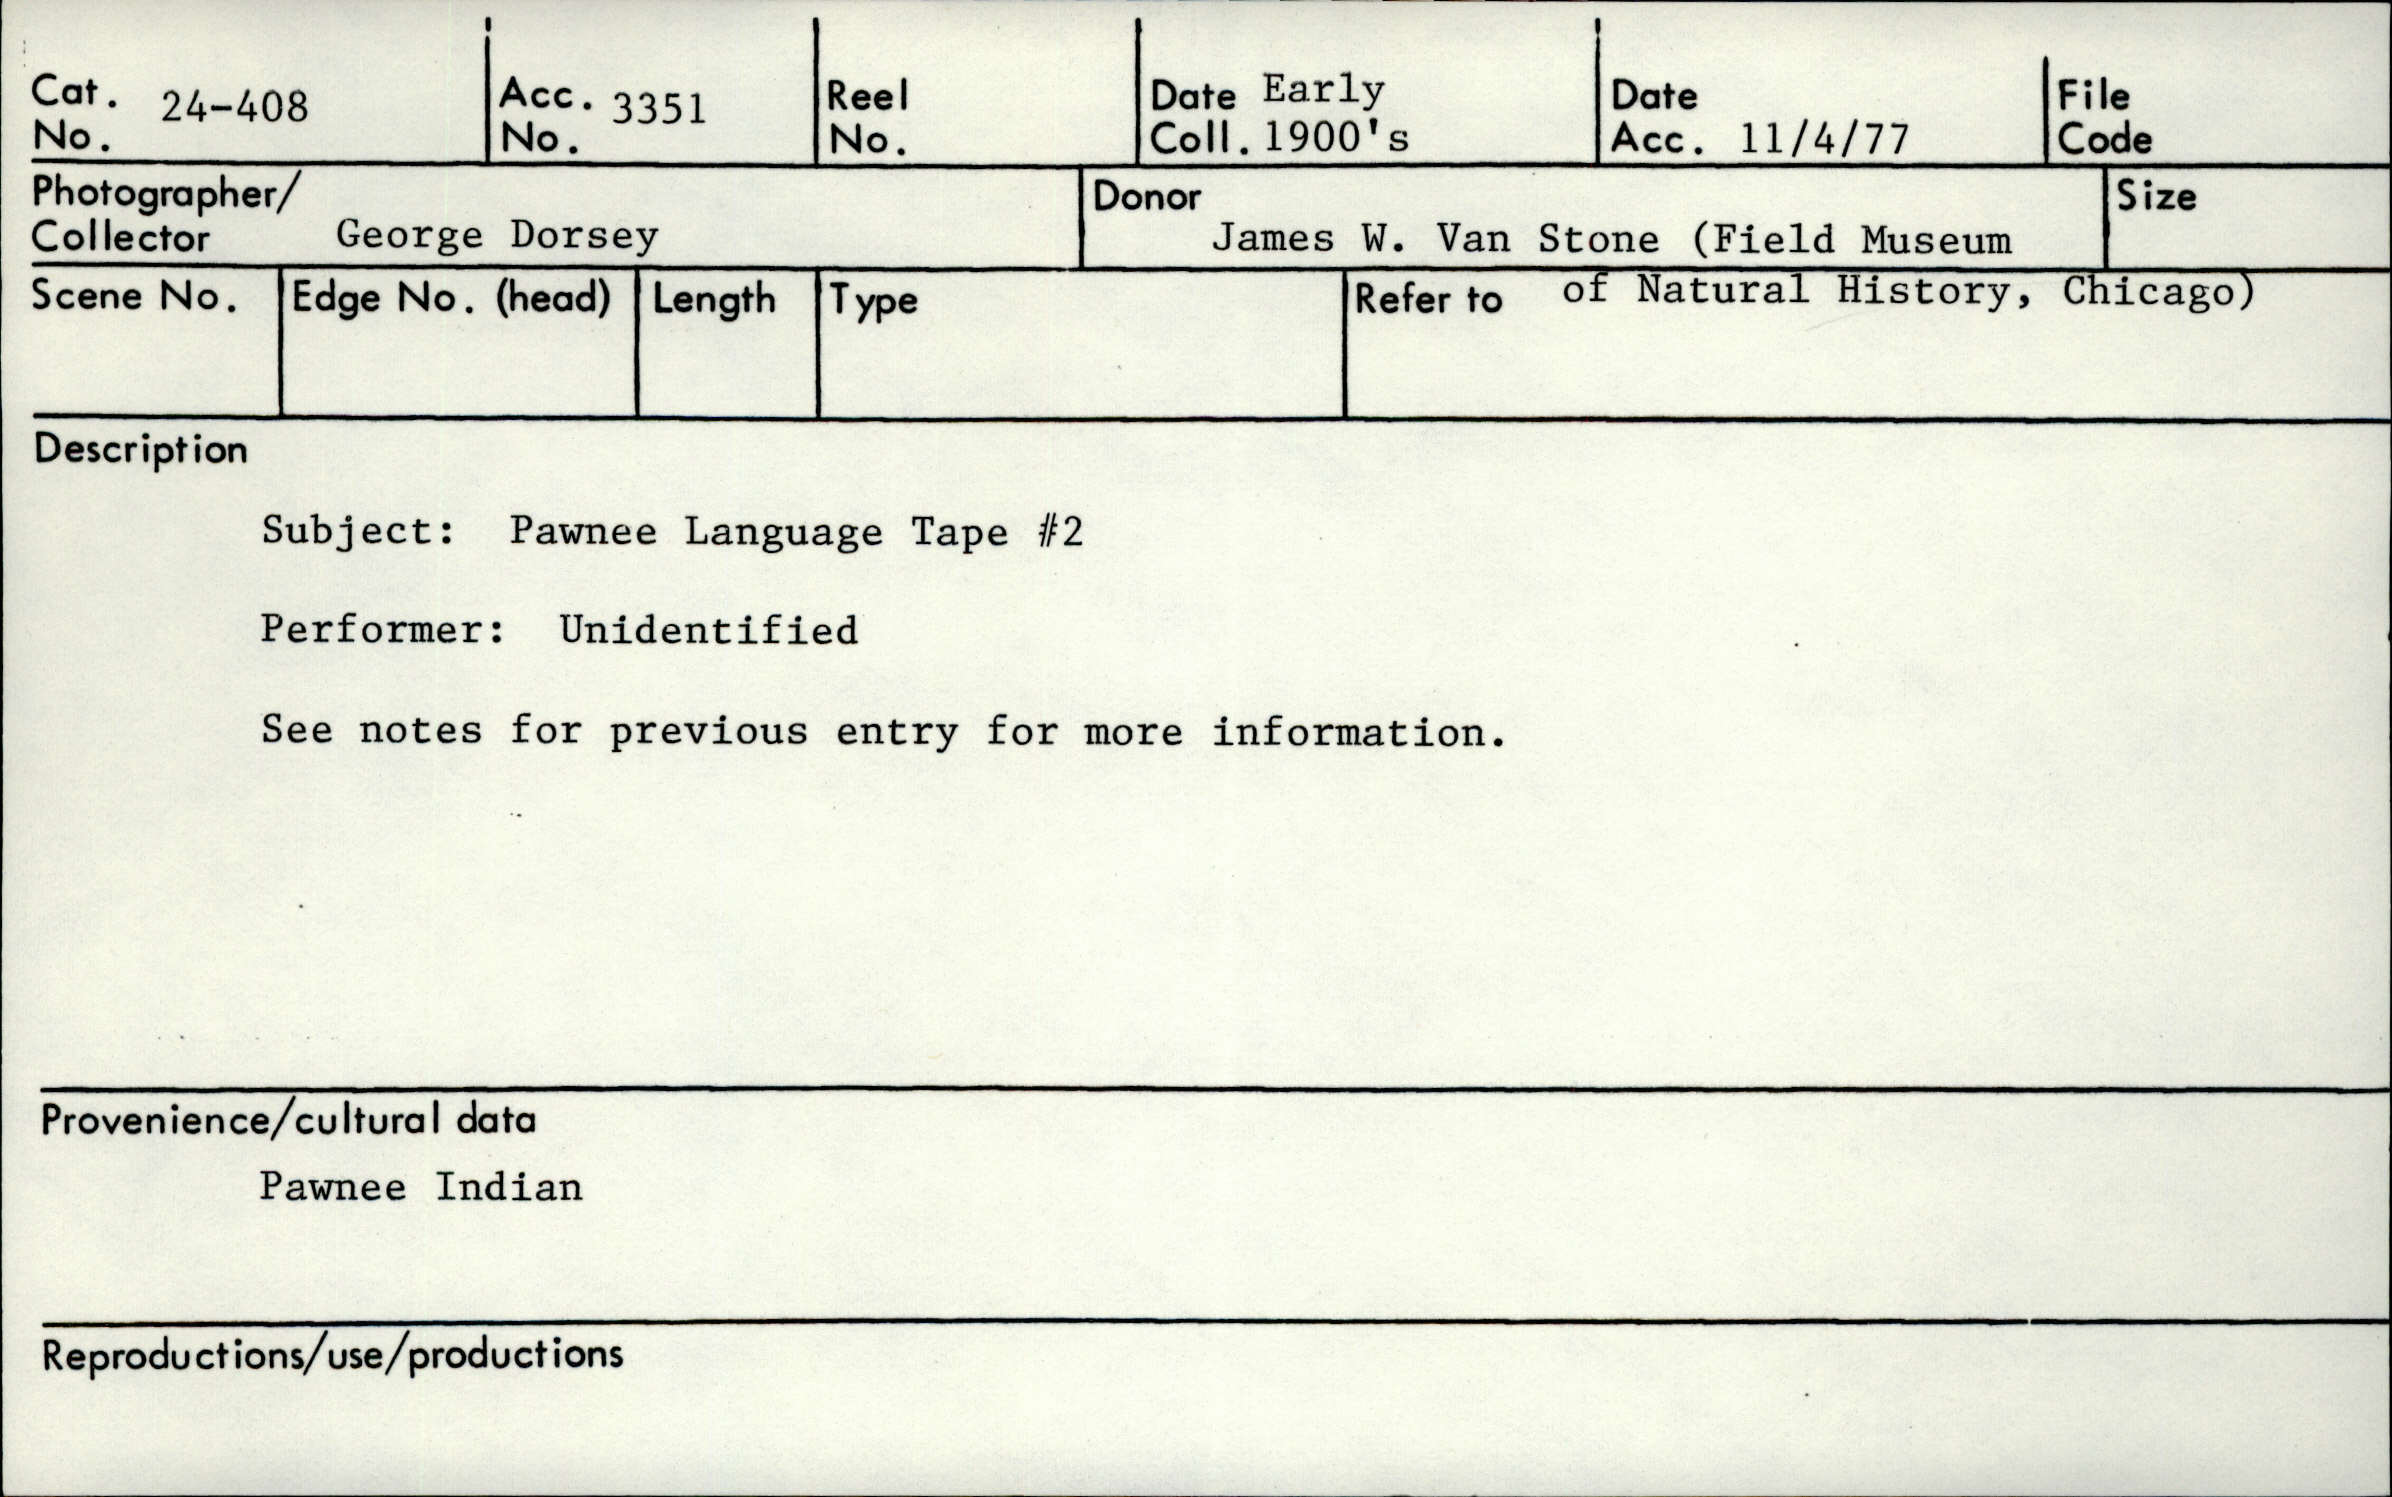 Cat. No. 24-408
Acc. No. 3351
Reel No.
Date Coll. Early 1900's
Date Acc. 11/4/77
File Code
Photographer/
Collector George Dorsey
Donor
James W. Van Stone (Field Museum
of Natural History, Chicago)
Size
Scene No.
Edge No. (head)
Length
Type
Refer to
Description
Subject: Pawnee Language Tape #2
Performer: Unidentified
See notes for previous entry for more information.
Provenience/cultural data
Pawnee Indian
Reproductions/use/productions